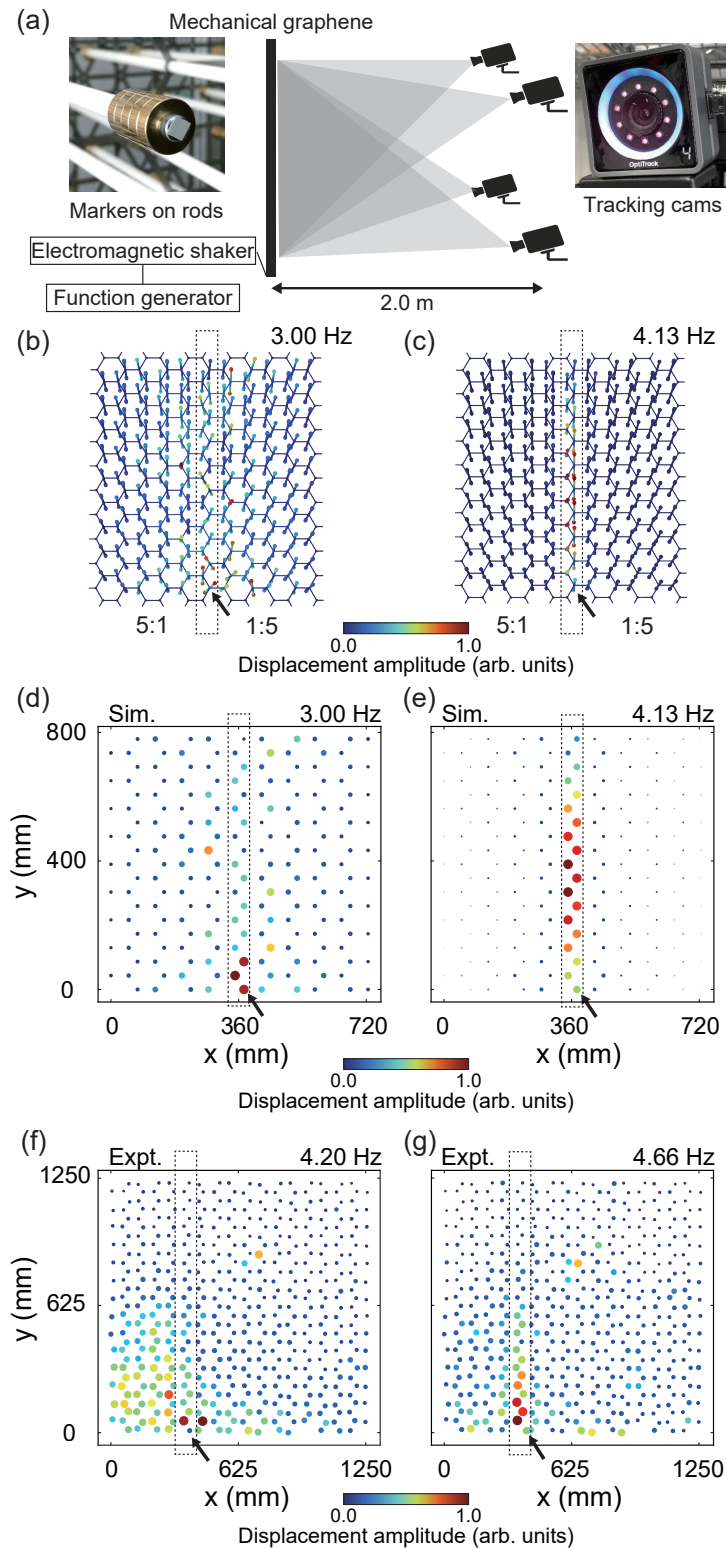 (a)
Mechanical graphene
OptiTrack
4
Markers on rods
Tracking cams
Electromagnetic shaker
Function generator
2.0 m
(b)
3.00 Hz
(c)
4.13 Hz
5:1
1:5
5:1
1:5
0.0
1.0
Displacement amplitude (arb. units)
(d)
Sim.
3.00 Hz
(e)
Sim.
4.13 Hz
800
400
0
y (mm)
0
360
720
x (mm)
0
360
720
x (mm)
0.0
1.0
Displacement amplitude (arb. units)
(f)
Expt.
4.20 Hz
(g)
Expt.
4.66 Hz
1250
625
0
y (mm)
0
625
1250
x (mm)
0
625
1250
x (mm)
0.0
1.0
Displacement amplitude (arb. units)